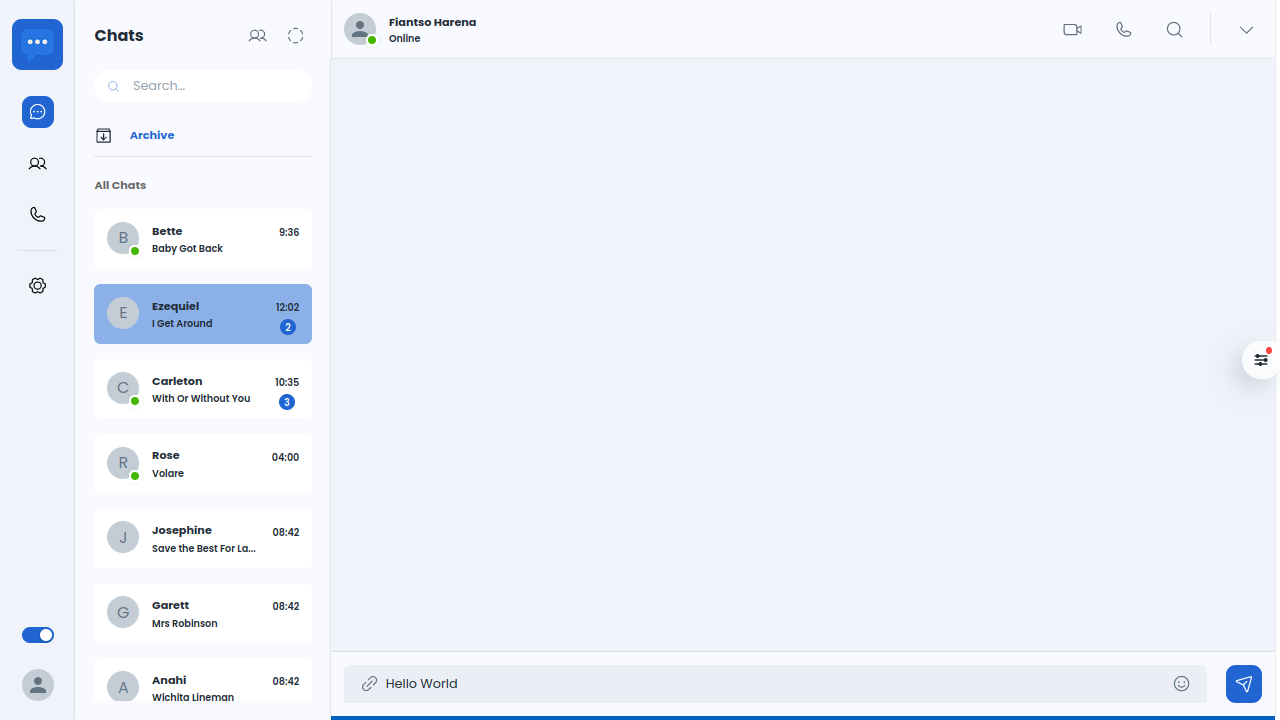 Chats
Search...
Archive
All Chats
B
Bette
9:36
Baby Got Back
E
Ezequiel
12:02
I Get Around
2
C
Carleton
10:35
With Or Without You
3
R
Rose
04:00
Volare
J
Josephine
08:42
Save the Best For La...
G
Garett
08:42
Mrs Robinson
A
Anahi
08:42
Wichita Lineman
Fiantso Harena
Online
Hello World